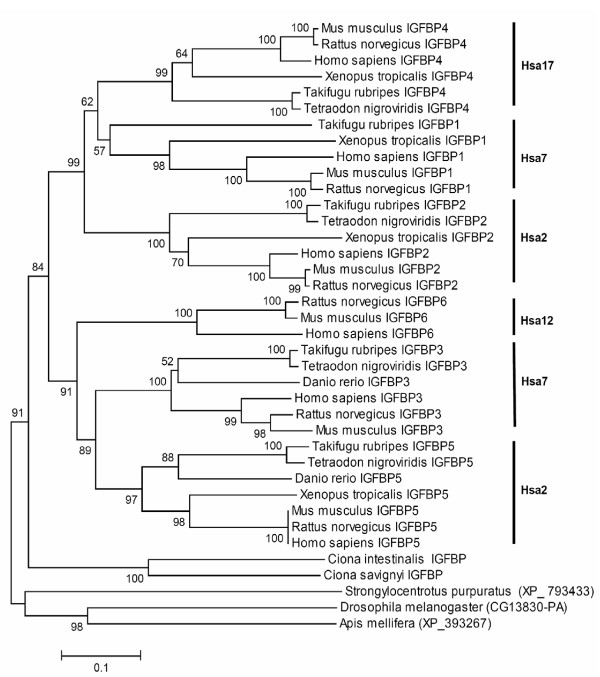 100 Mus musculus IGFBP4
100 Rattus norvegicus IGFBP4
64 Homo sapiens IGFBP4
99 Xenopus tropicalis IGFBP4
Hsa17
Takifugu rubripes IGFBP4
62 100 Tetraodon nigroviridis IGFBP4
Takifugu rubripes IGFBP1
57 Xenopus tropicalis IGFBP1
98 Homo sapiens IGFBP1
Hsa7
99 100 Mus musculus IGFBP1
100 Rattus norvegicus IGFBP1
100 Takifugu rubripes IGFBP2
Tetraodon nigroviridis IGFBP2
100 Xenopus tropicalis IGFBP2
Hsa2
70 Homo sapiens IGFBP2
84 100 Mus musculus IGFBP2
99 Rattus norvegicus IGFBP2
100 Rattus norvegicus IGFBP6
100 Mus musculus IGFBP6
Hsa12
Homo sapiens IGFBP6
100 Takifugu rubripes IGFBP3
52 Tetraodon nigroviridis IGFBP3
91 100 Danio rerio IGFBP3
Hsa7
Homo sapiens IGFBP3
91 99 Rattus norvegicus IGFBP3
98 Mus musculus IGFBP3
89 100 Takifugu rubripes IGFBP5
88 Tetraodon nigroviridis IGFBP5
Danio rerio IGFBP5
97 Xenopus tropicalis IGFBP5
Hsa2
98 Mus musculus IGFBP5
Rattus norvegicus IGFBP5
100 Homo sapiens IGFBP5
Ciona intestinalis IGFBP
100 Ciona savignyi IGFBP
Strongylocentrotus purpuratus (XP_ 793433)
Drosophila melanogaster (CG13830-PA)
98 Apis mellifera (XP_393267)
0.1